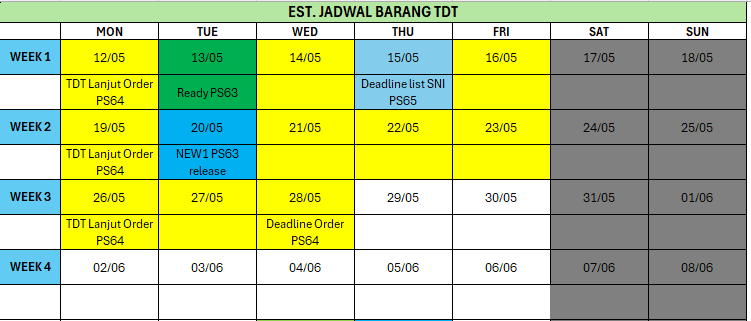 EST. JADWAL BARANG TDT
MON TUE WED THU FRI SAT SUN
WEEK 1 12/05 13/05 14/05 15/05 16/05 17/05 18/05
TDT Lanjut Order PS64 Ready PS63 Deadline list SNI PS65
WEEK 2 19/05 20/05 21/05 22/05 23/05 24/05 25/05
TDT Lanjut Order PS64 NEW1 PS63 release
WEEK 3 26/05 27/05 28/05 29/05 30/05 31/05 01/06
TDT Lanjut Order PS64 Deadline Order PS64
WEEK 4 02/06 03/06 04/06 05/06 06/06 07/06 08/06